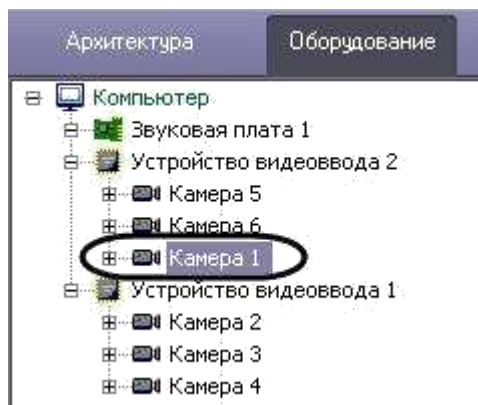 Архитектура Оборудование
Компьютер
Звуковая плата 1
Устройство видеоввода 2
Камера 5
Камера 6
Камера 1
Устройство видеоввода 1
Камера 2
Камера 3
Камера 4